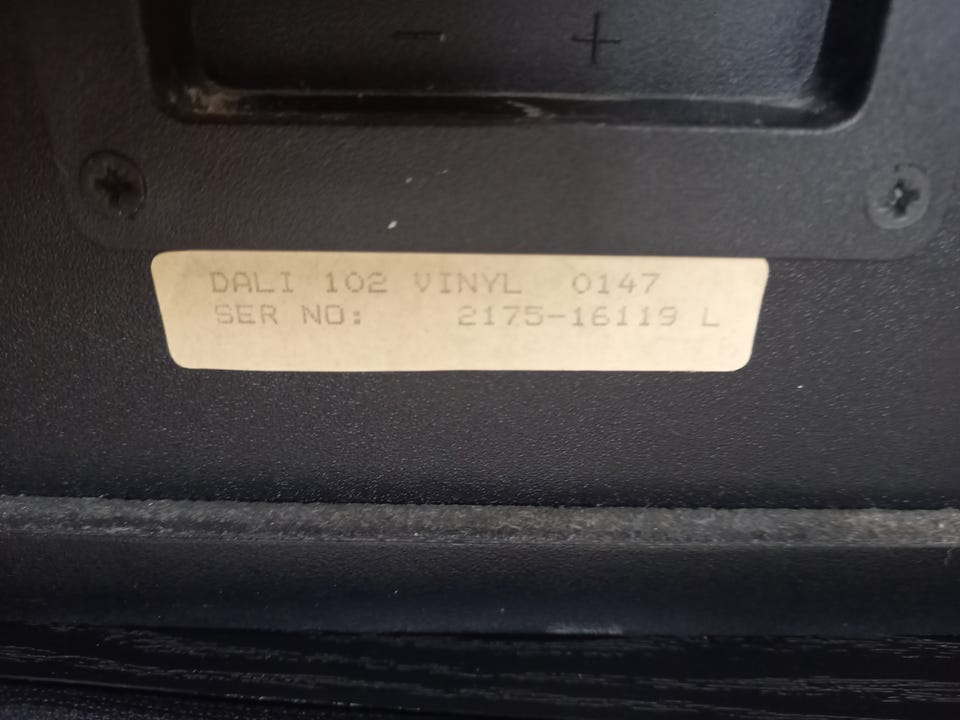 - +
DALI 102 VINYL 0147
SER NO: 2175-16119 L